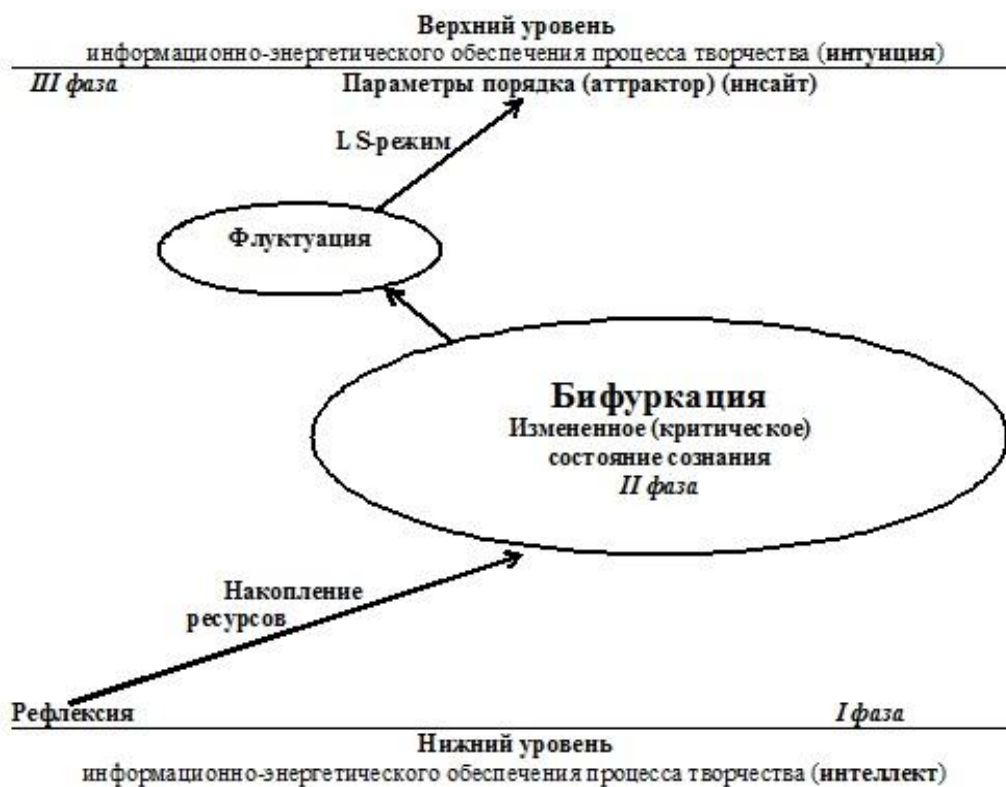 Верхний уровень
информационно-энергетического обеспечения процесса творчества (интуиция)
III фаза
Параметры порядка (аттрактор) (инсайт)
L S-режим
Флуктуация
Бифуркация
Измененное (критическое)
состояние сознания
II фаза
Накопление
ресурсов
Рефлексия
I фаза
Нижний уровень
информационно-энергетического обеспечения процесса творчества (интеллект)